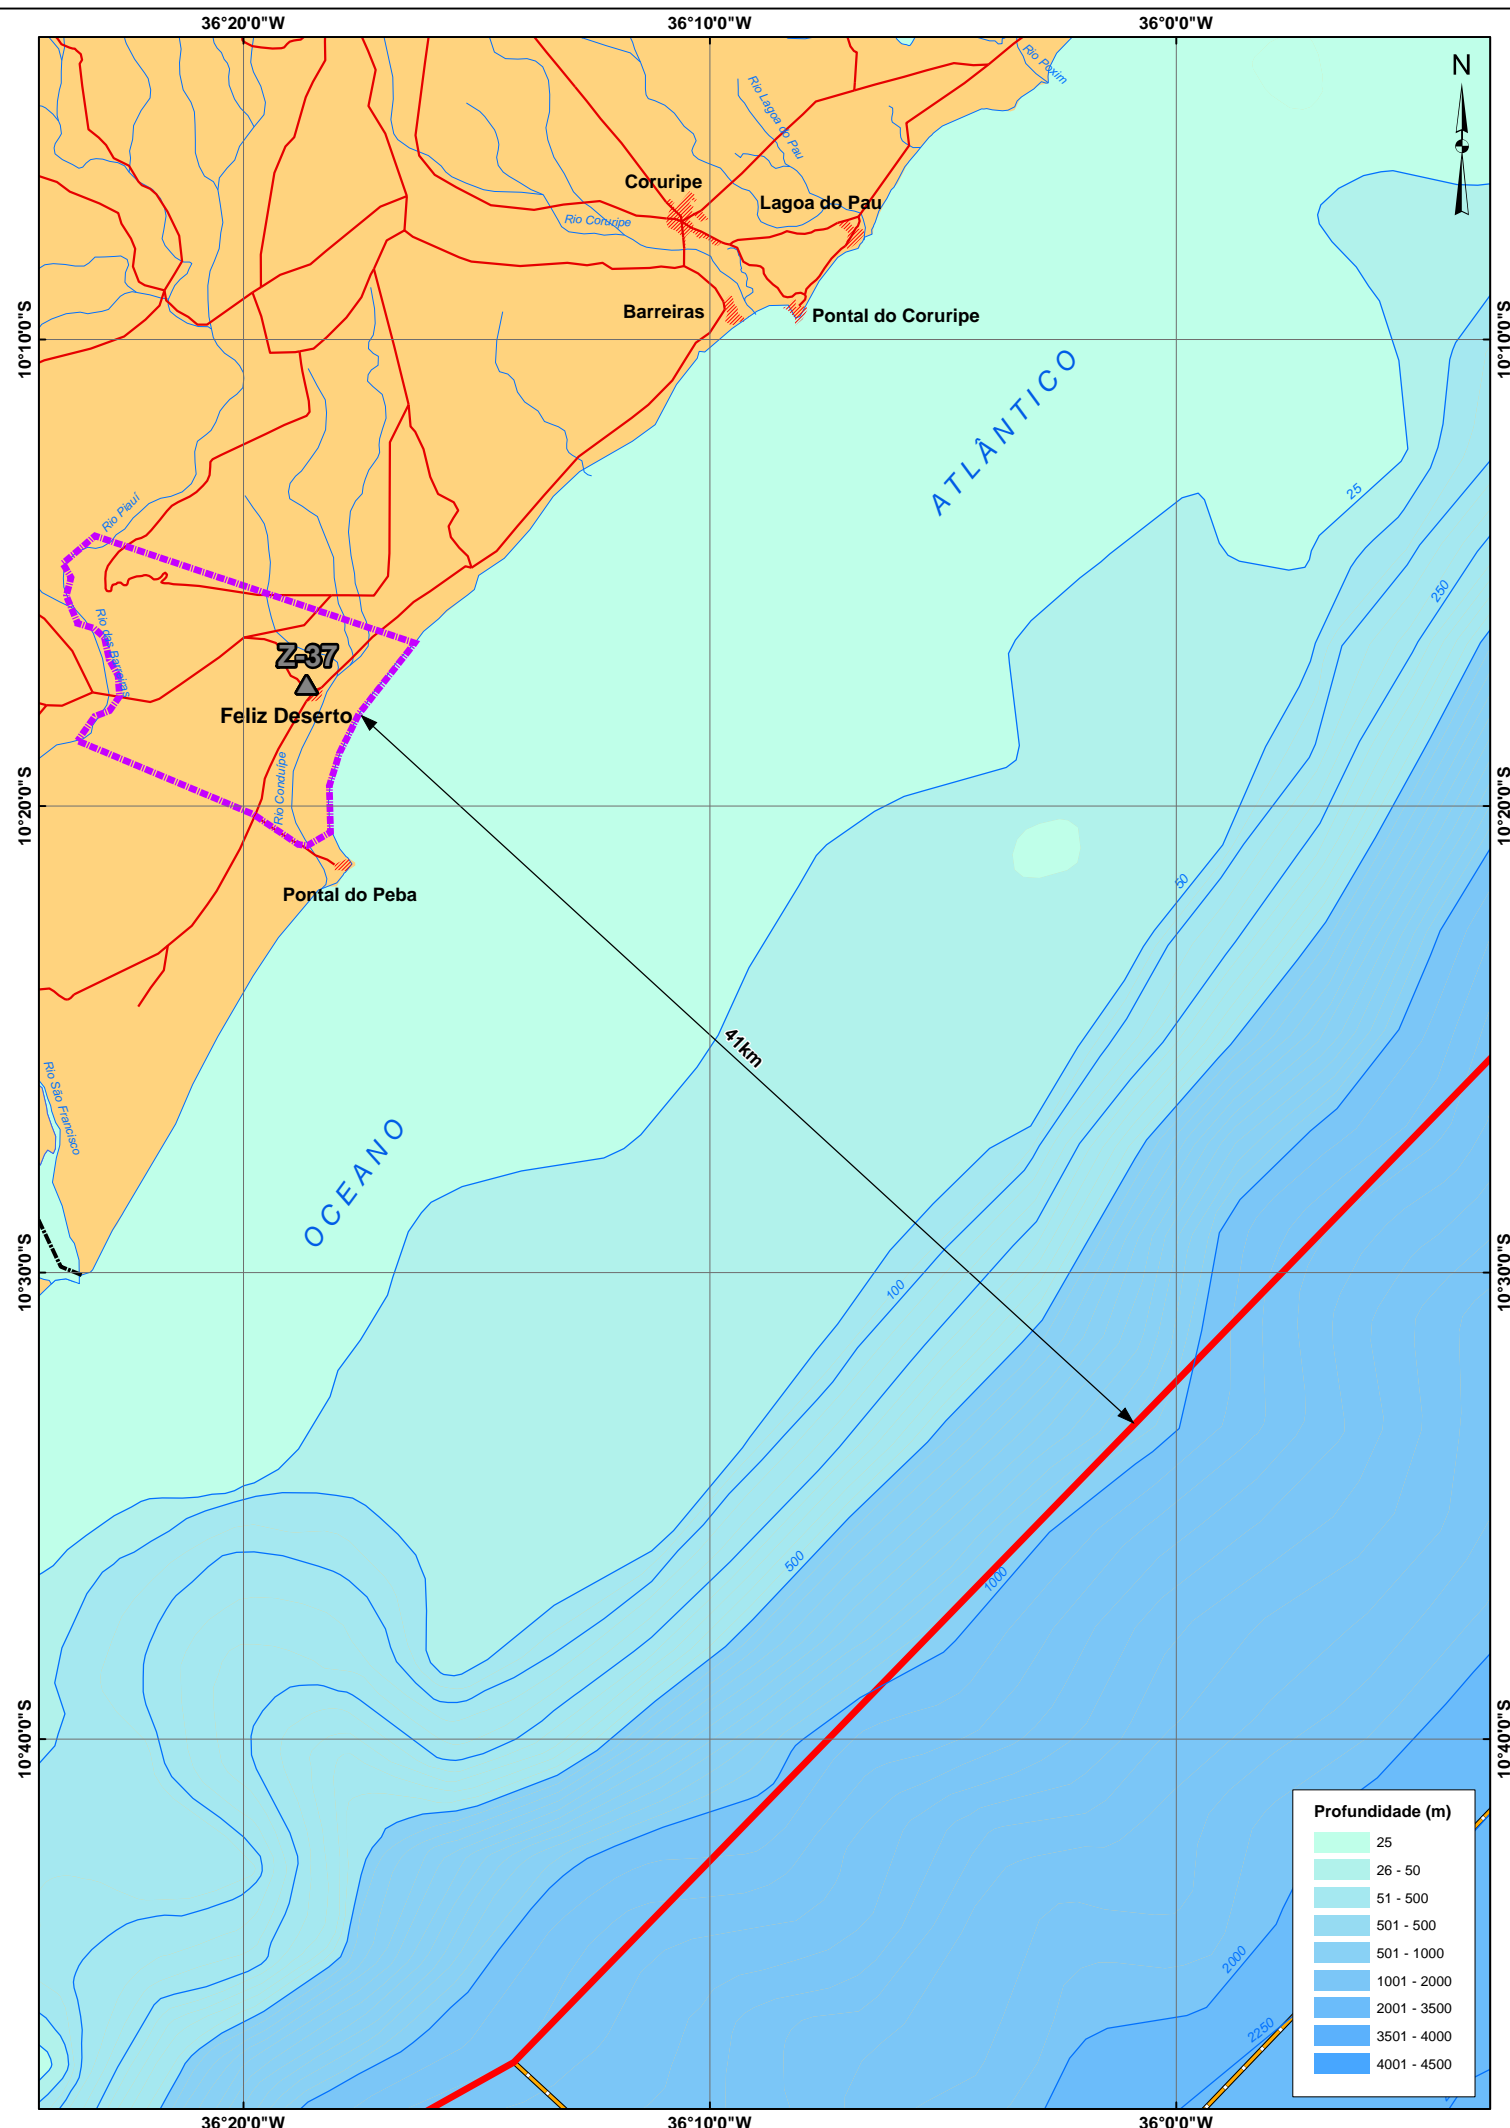 36°20'0"W
36°10'0"W
36°0'0"W
N
Rio Poxim
Rio Lagoa do Pau
Coruripe
Lagoa do Pau
Rio Coruripe
Barreiras
Pontal do Coruripe
10°10'0"S
10°10'0"S
ATLÂNTICO
25
Rio Piauí
250
Rio das Barreiras
Z-37
Feliz Deserto
Rio Conduípe
10°20'0"S
10°20'0"S
50
Pontal do Peba
41km
Rio São Francisco
OCEANO
10°30'0"S
10°30'0"S
100
500
1000
10°40'0"S
10°40'0"S
Profundidade (m)
25
26 - 50
51 - 500
501 - 500
501 - 1000
1001 - 2000
2001 - 3500
3501 - 4000
4001 - 4500
2000
2250
36°20'0"W
36°10'0"W
36°0'0"W